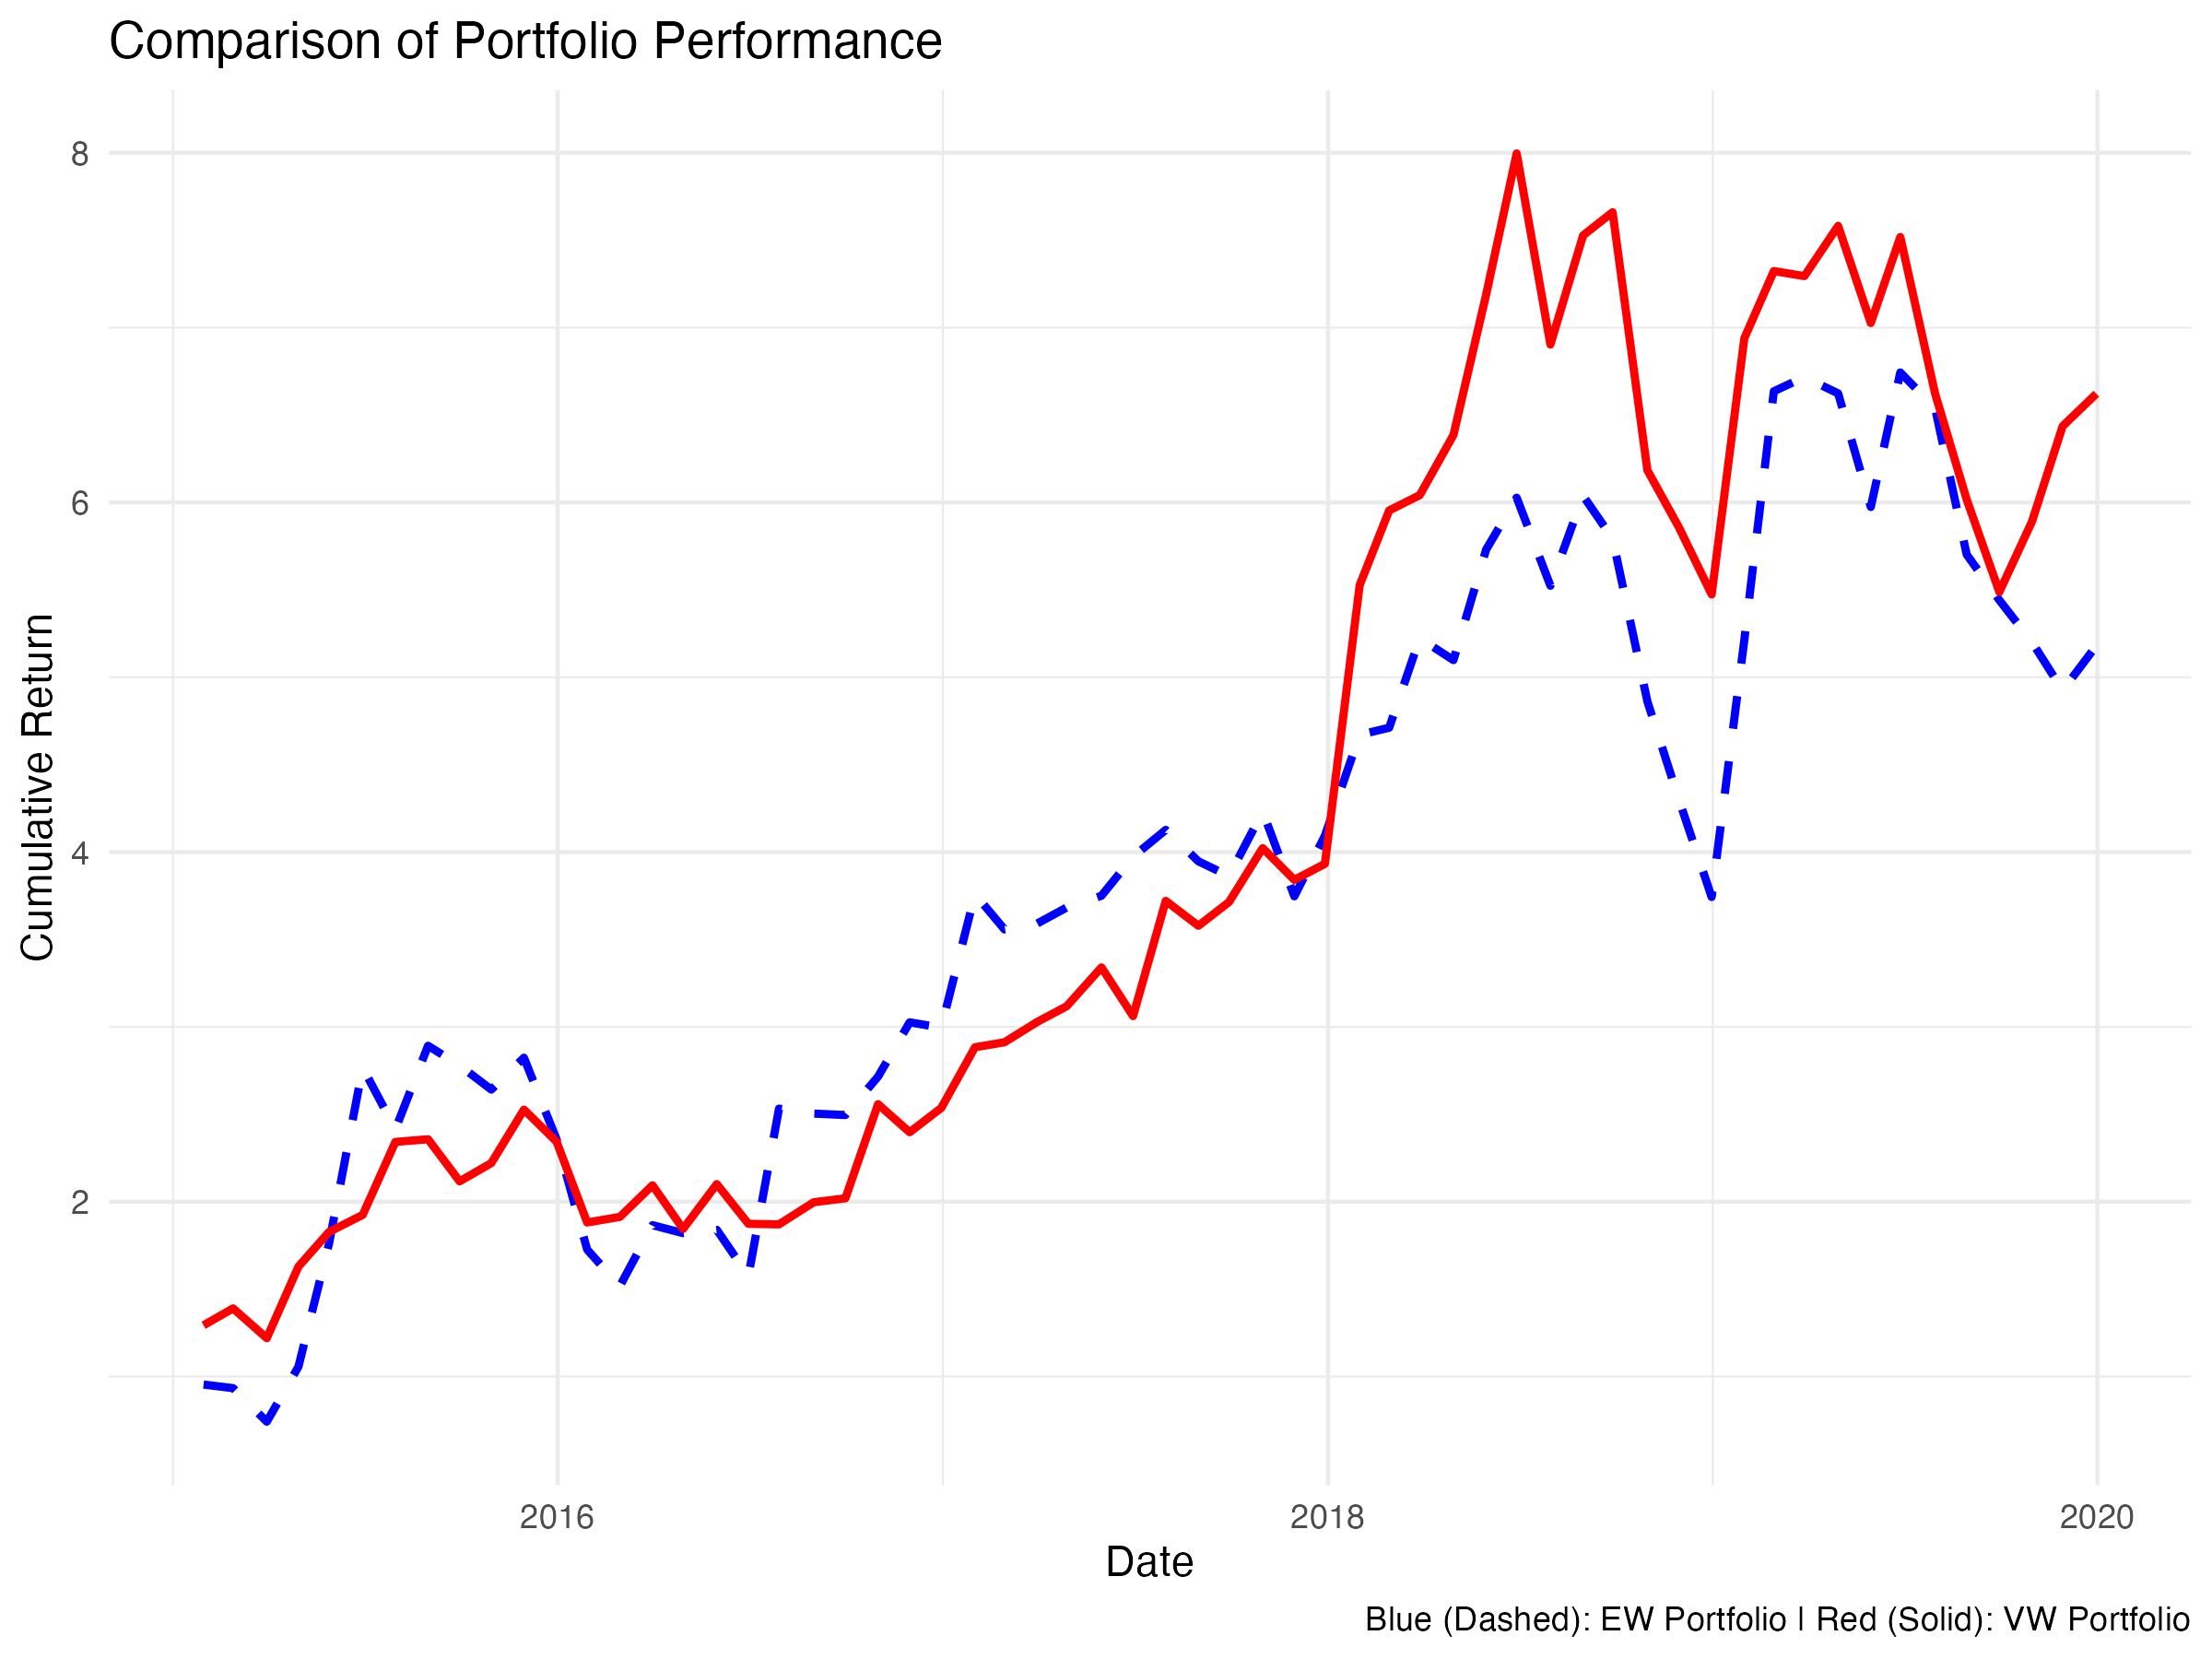 Comparison of Portfolio Performance
Cumulative Return
8
6
4
2
2016
2018
2020
Date
Blue (Dashed): EW Portfolio | Red (Solid): VW Portfolio